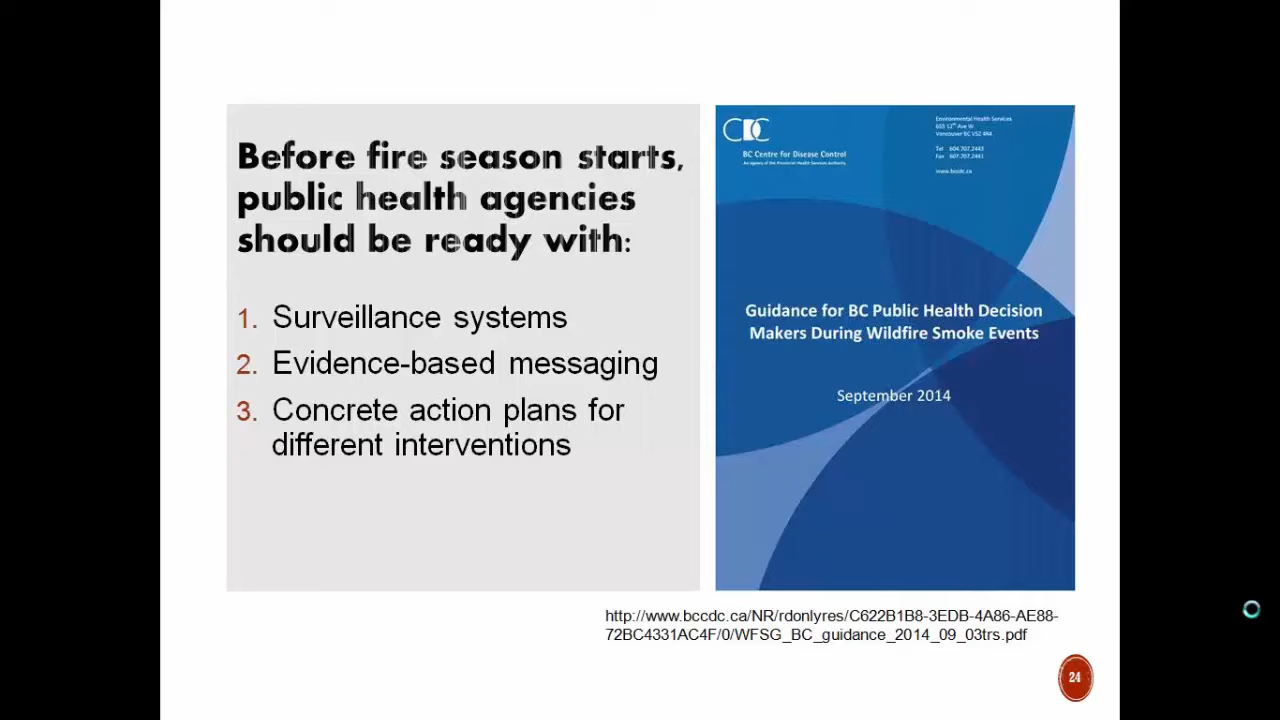 Before fire season starts,
public health agencies
should be ready with:
1. Surveillance systems
2. Evidence-based messaging
3. Concrete action plans for
different interventions
CDC
BC Centre for Disease Control
An agency of the Provincial Health Services Authority
Environmental Health Services
655 12th Ave W
Vancouver BC V5Z 4R4
Tel 604.707.2443
Fax 607.707.2441
www.bccdc.ca
Guidance for BC Public Health Decision
Makers During Wildfire Smoke Events
September 2014
http://www.bccdc.ca/NR/rdonlyres/C622B1B8-3EDB-4A86-AE88-
72BC4331AC4F/0/WFSG_BC_guidance_2014_09_03trs.pdf
24